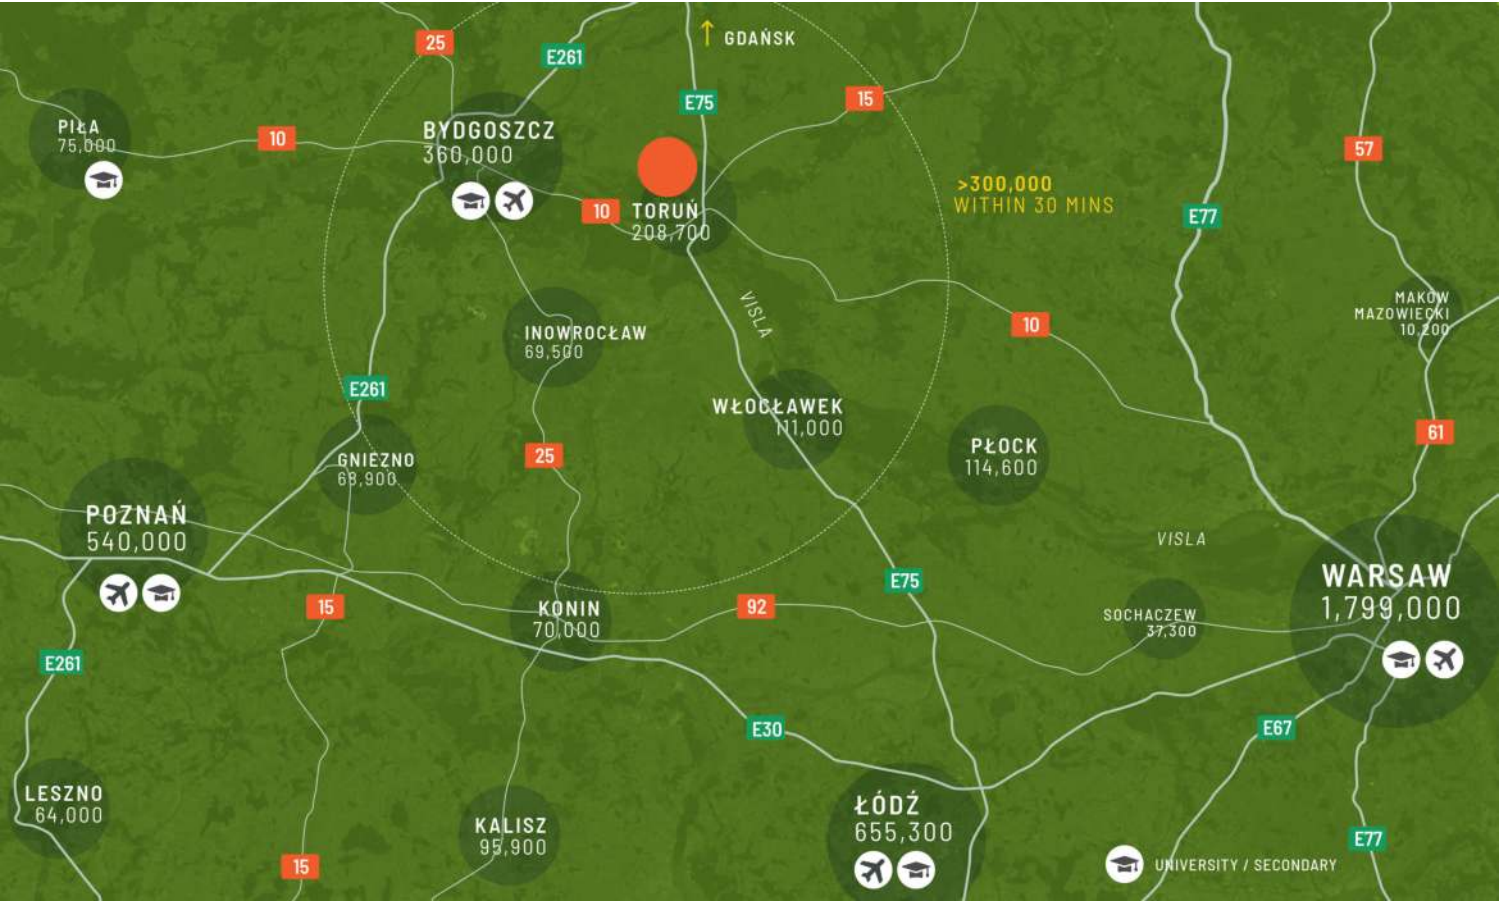 25
E261
GDAŃSK
E75
15
PIŁA
75,000
10
BYDGOSZCZ
360,000
57
>300,000
WITHIN 30 MINS
10
TORUŃ
208,700
E77
VISLA
MAKÓW
MAZOWIECKI
10,200
10
INOWROCŁAW
69,500
E261
WŁOCŁAWEK
111,000
61
PŁOCK
114,600
25
GNIEZNO
68,900
POZNAŃ
540,000
VISLA
E75
WARSAW
1,799,000
15
KONIN
70,000
92
SOCHACZEW
37,300
E261
E30
E67
LESZNO
64,000
ŁÓDŹ
655,300
KALISZ
95,900
E77
15
UNIVERSITY / SECONDARY